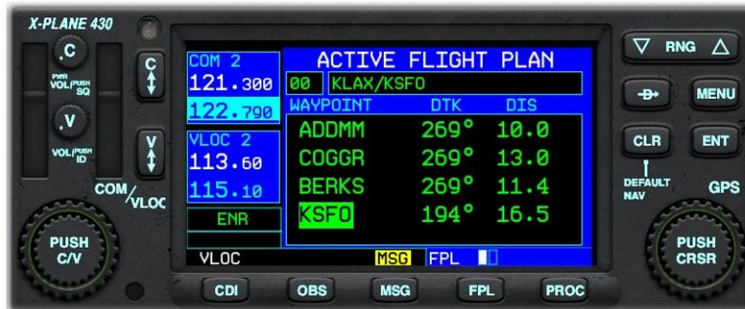 X-PLANE 430
C
PWR VOL/PUSH SQ
C
V
VOL/PUSH ID
V
COM/VLOC
PUSH C/V
COM 2
121.300
122.790
VLOC 2
113.60
115.10
ENR
ACTIVE FLIGHT PLAN
00 KLAX/KSFO
WAYPOINT DTK DIS
ADDMM 269° 10.0
COGGR 269° 13.0
BERKS 269° 11.4
KSFO 194° 16.5
VLOC MSG FPL
CDI OBS MSG FPL PROC
RNG
D MENU
CLR ENT
DEFAULT NAV
GPS
PUSH CRSR